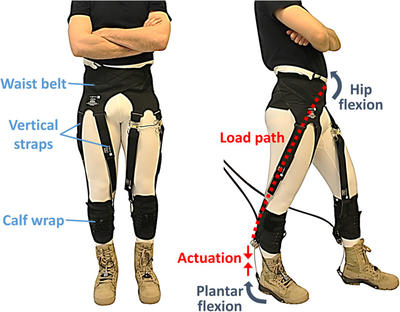 Waist belt
Vertical
straps
Calf wrap
Hip
flexion
Load path
Actuation
Plantar
flexion